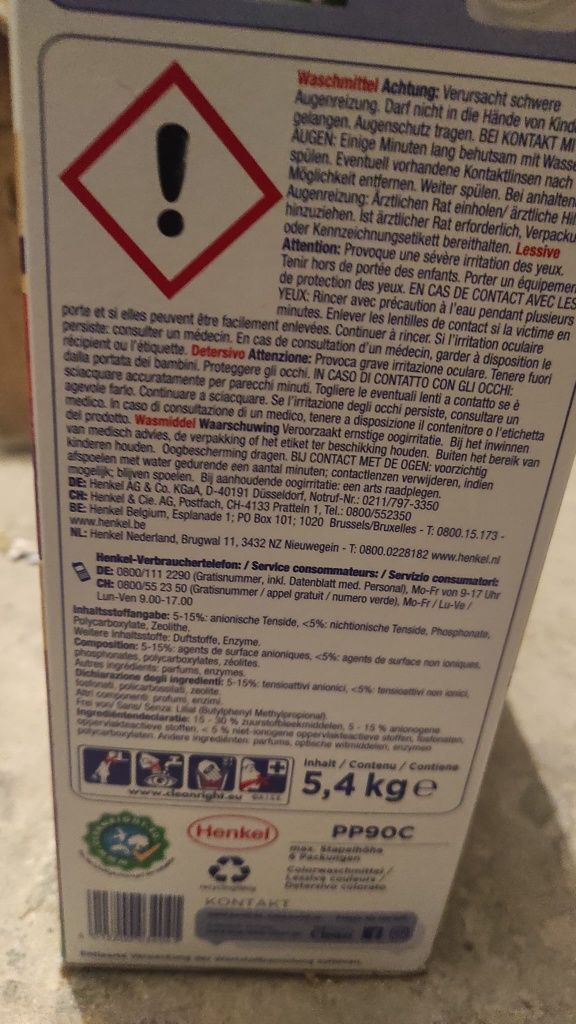 Waschmittel Achtung: Verursacht schwere
Augenreizung. Darf nicht in die Hände von Kind
gelangen. Augenschutz tragen. BEI KONTAKT MI
AUGEN: Einige Minuten lang behutsam mit Wasse
spülen. Eventuell vorhandene Kontaktlinsen nach
Möglichkeit entfernen. Weiter spülen. Bei anhalten
Augenreizung: Ärztlichen Rat einholen/ ärztliche Hil
hinzuziehen. Ist ärztlicher Rat erforderlich, Verpacku
oder Kennzeichnungsetikett bereithalten. Lessive
Attention: Provoque une sévère irritation des yeux.
Tenir hors de portée des enfants. Porter un équipemen
de protection des yeux. EN CAS DE CONTACT AVEC LES
YEUX: Rincer avec précaution à l'eau pendant plusieurs
minutes. Enlever les lentilles de contact si la victime en
porte et si elles peuvent être facilement enlevées. Continuer à rincer. Si l'irritation oculaire
persiste: consulter un médecin. En cas de consultation d'un médecin, garder à disposition le
récipient ou l'étiquette. Detersivo Attenzione: Provoca grave irritazione oculare. Tenere fuori
dalla portata dei bambini. Proteggere gli occhi. IN CASO DI CONTATTO CON GLI OCCHI:
sciacquare accuratamente per parecchi minuti. Togliere le eventuali lenti a contatto se è
agevole farlo. Continuare a sciacquare. Se l'irritazione degli occhi persiste, consultare un
medico. In caso di consultazione di un medico, tenere a disposizione il contenitore o l'etichetta
del prodotto. Wasmiddel Waarschuwing Veroorzaakt ernstige oogirritatie. Bij het inwinnen
van medisch advies, de verpakking of het etiket ter beschikking houden. Buiten het bereik van
kinderen houden. Oogbescherming dragen. BIJ CONTACT MET DE OGEN: voorzichtig
afspoelen met water gedurende een aantal minuten; contactlenzen verwijderen, indien
mogelijk; blijven spoelen. Bij aanhoudende oogirritatie: een arts raadplegen.
DE: Henkel AG & Co. KGaA, D-40191 Düsseldorf, Notruf-Nr.: 0211/797-3350
CH: Henkel & Cie. AG, Postfach, CH-4133 Pratteln 1, Tel.: 0800/552350
BE: Henkel Belgium, Esplanade 1; PO Box 101; 1020 Brussels/Bruxelles - T: 0800.15.173 -
www.henkel.be
NL: Henkel Nederland, Brugwal 11, 3432 NZ Nieuwegein - T: 0800.0228182 www.henkel.nl
Henkel-Verbrauchertelefon: / Service consommateurs: / Servizio consumatori:
DE: 0800/111 2290 (Gratisnummer, inkl. Datenblatt med. Personal), Mo-Fr von 9-17 Uhr
CH: 0800/55 23 50 (Gratisnummer / appel gratuit / numero verde), Mo-Fr / Lu-Ve /
Lun-Ven 9.00-17.00
Inhaltsstoffangabe: 5-15%: anionische Tenside, <5%: nichtionische Tenside, Phosphonate,
Polycarboxylate, Zeolithe.
Weitere Inhaltsstoffe: Duftstoffe, Enzyme.
Composition: 5-15%: agents de surface anioniques, <5%: agents de surface non ioniques,
phosphonates, polycarboxylates, zéolites.
Autres ingrédients: parfums, enzymes.
Dichiarazione degli ingredienti: 5-15%: tensioattivi anionici, <5%: tensioattivi non ionici,
fosfonati, policarbossilati, zeolite.
Altri componenti: profumi, enzimi.
Frei von/ Sans/ Senza: Lilial (Butylphenyl Methylpropional).
Ingrediëntendeclaratie: 15 - 30 % zuurstofbleekmiddelen, 5 - 15 % anionogene
oppervlakteactieve stoffen, < 5 % niet-ionogene oppervlakteactieve stoffen, fosfonaten,
polycarboxylaten. Andere ingrediënten: parfums, optische witmiddelen, enzymen
www.cleanright.eu
Inhalt / Contenu / Contiene
5,4 kg e
Henkel
PP90C
max. Stapelhöhe
6 Packungen
Colorwaschmittel /
Lessive couleurs /
Detersivo colorato
KONTAKT